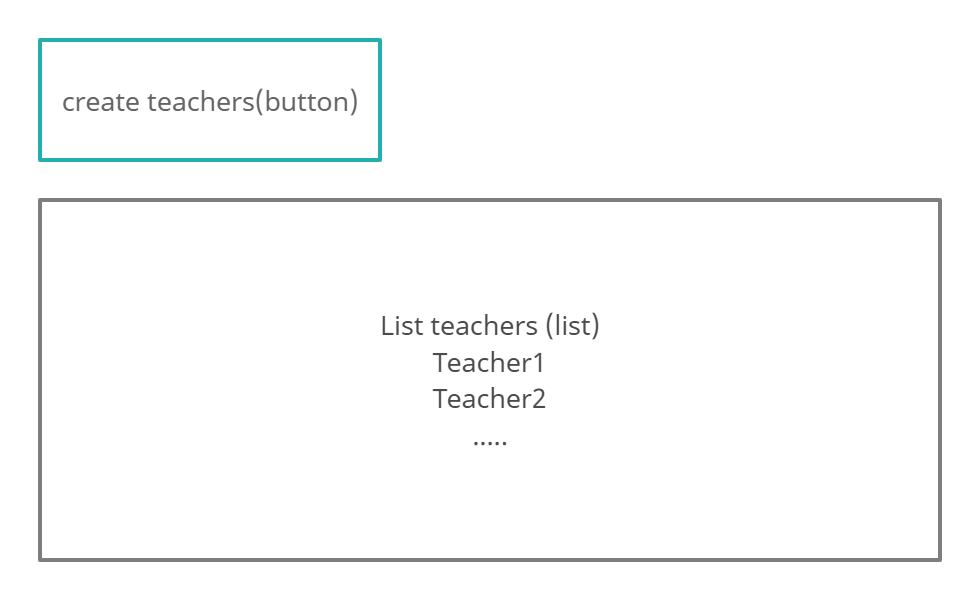 create teachers(button)
List teachers (list)
Teacher1
Teacher2
.....